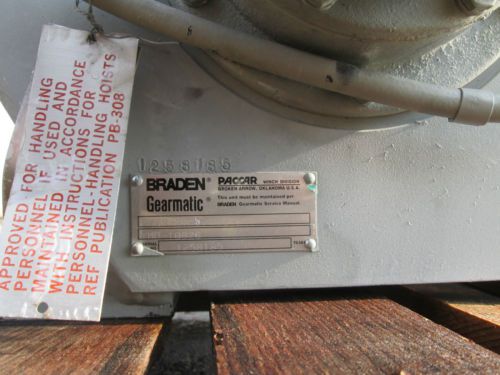 APPROVED FOR HANDLING
PERSONNEL IF USED AND
MAINTAINED IN ACCORDANCE
WITH INSTRUCTIONS FOR
PERSONNEL-HANDLING HOISTS
REF PUBLICATION PB-308
1258185
BRADEN PACCAR WINCH DIVISION
BROKEN ARROW, OKLAHOMA U.S.A.
Gearmatic® This unit must be maintained per
BRADEN Gearmatic Service Manual.